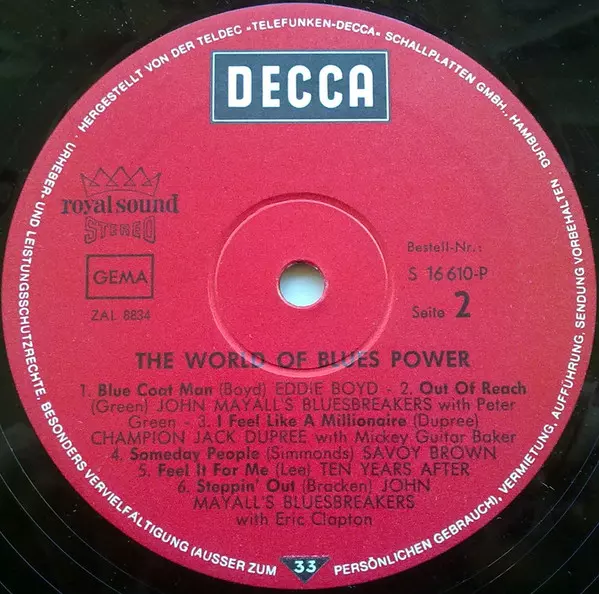 URHEBER- UND LEISTUNGSSCHUTZRECHTE, BESONDERS VERVIELFÄLTIGUNG (AUSSER ZUM PERSÖNLICHEN GEBRAUCH), VERMIETUNG, AUFFÜHRUNG, SENDUNG VORBEHALTEN · HERGESTELLT VON DER TELDEC »TELEFUNKEN-DECCA« SCHALLPLATTEN GMBH., HAMBURG ·
DECCA
royal sound
STEREO
GEMA
ZAL 8834
Bestell-Nr.:
S 16 610-P
Seite 2
THE WORLD OF BLUES POWER
1. Blue Coat Man (Boyd) EDDIE BOYD - 2. Out Of Reach
(Green) JOHN MAYALL'S BLUESBREAKERS with Peter
Green - 3. I Feel Like A Millionaire (Dupree)
CHAMPION JACK DUPREE with Mickey Guitar Baker
4. Someday People (Simmonds) SAVOY BROWN
5. Feel It For Me (Lee) TEN YEARS AFTER
6. Steppin' Out (Bracken) JOHN
MAYALL'S BLUESBREAKERS
with Eric Clapton
33